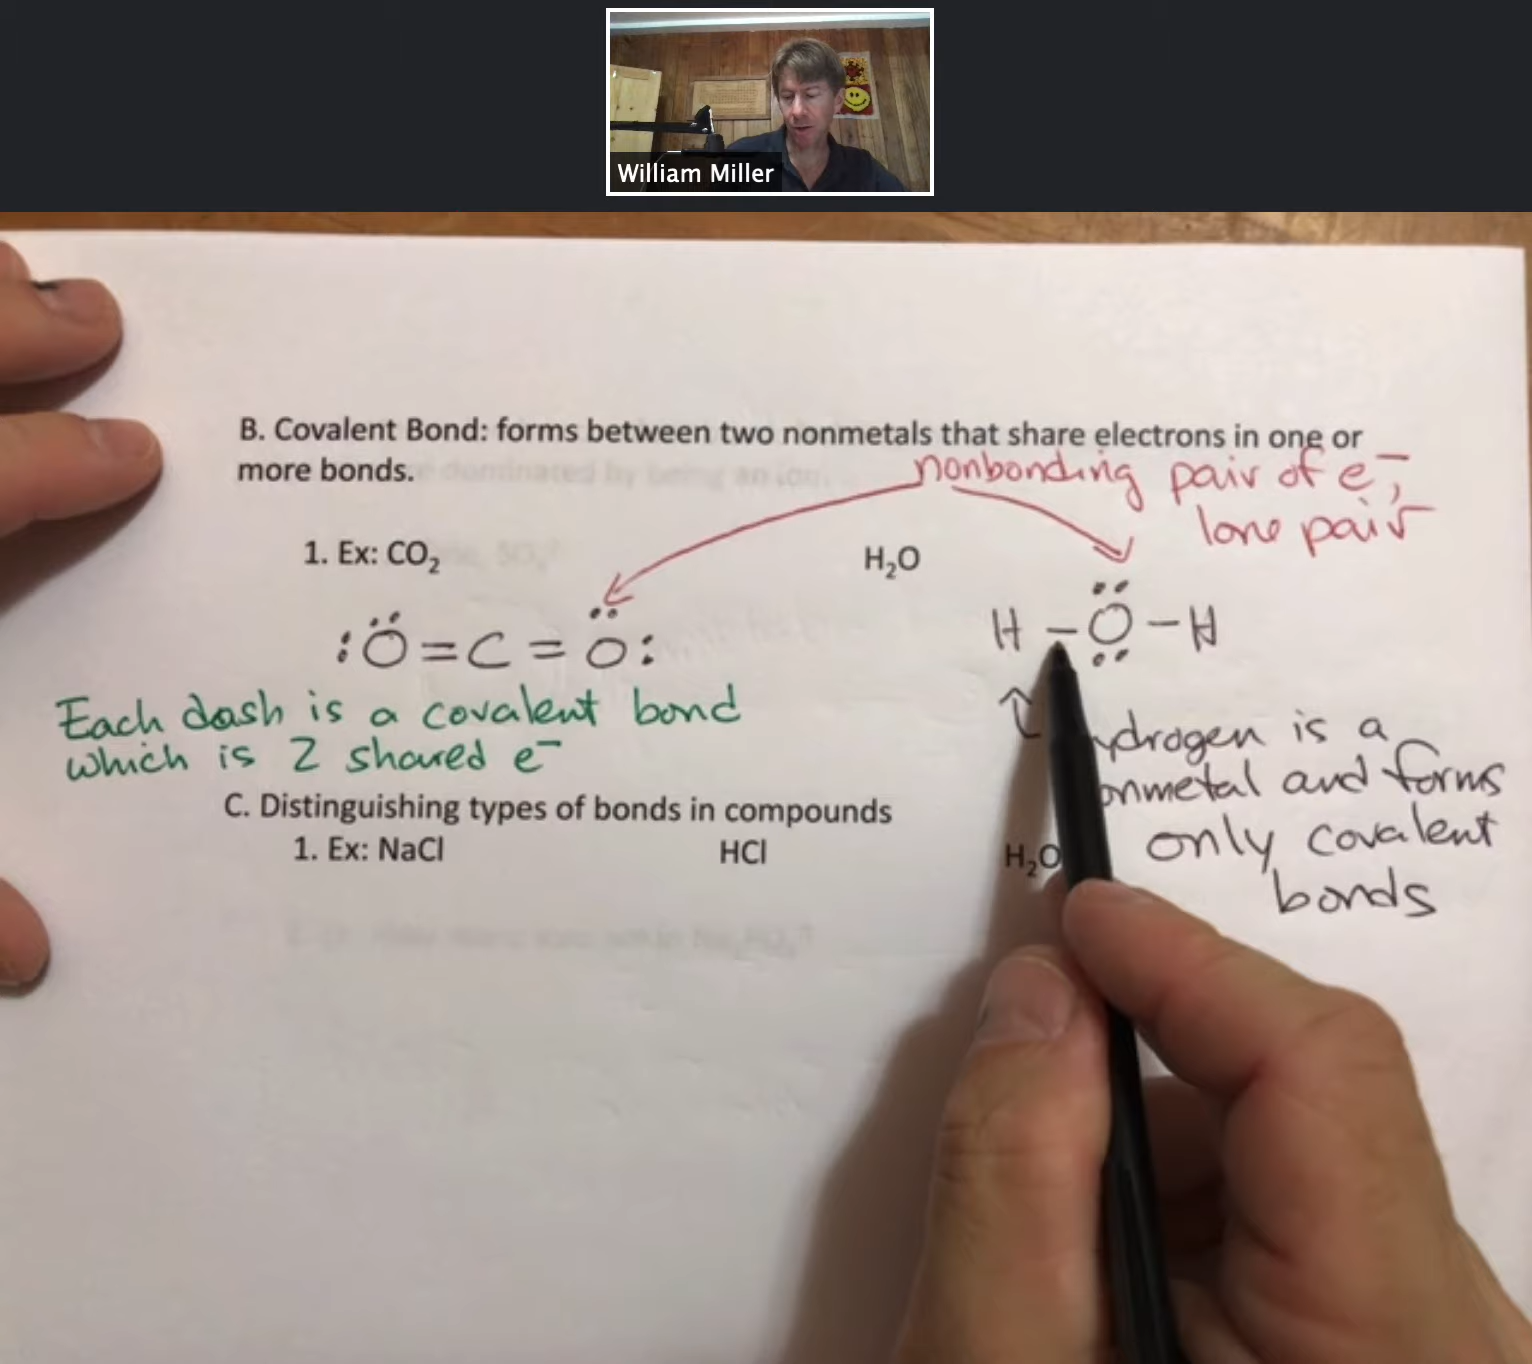 William Miller
B. Covalent Bond: forms between two nonmetals that share electrons in one or
more bonds.
nonbonding pair of e⁻,
lone pair
1. Ex: CO₂
H₂O
:Ö=C=Ö:
H-Ö-H
Each dash is a covalent bond
which is 2 shared e⁻
hydrogen is a
nonmetal and forms
only covalent
bonds
C. Distinguishing types of bonds in compounds
1. Ex: NaCl HCl H₂O